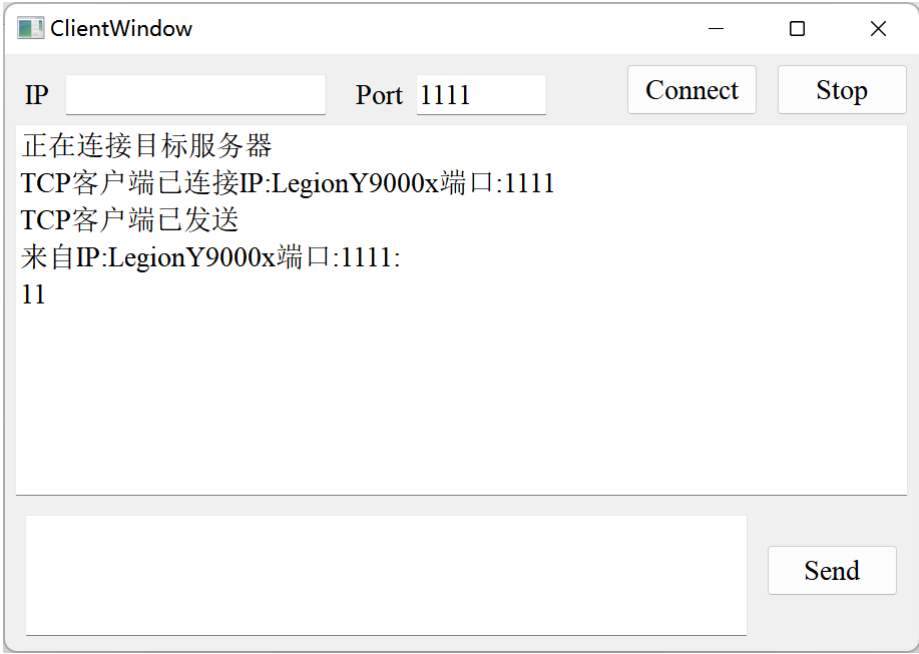 ClientWindow
IP Port 1111 Connect Stop
正在连接目标服务器
TCP客户端已连接IP:LegionY9000x端口:1111
TCP客户端已发送
来自IP:LegionY9000x端口:1111:
11
Send